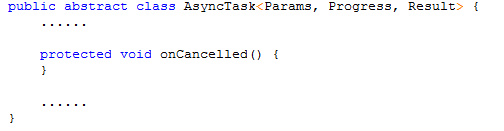 public abstract class AsyncTask<Params, Progress, Result> {
......
protected void onCancelled() {
}
......
}